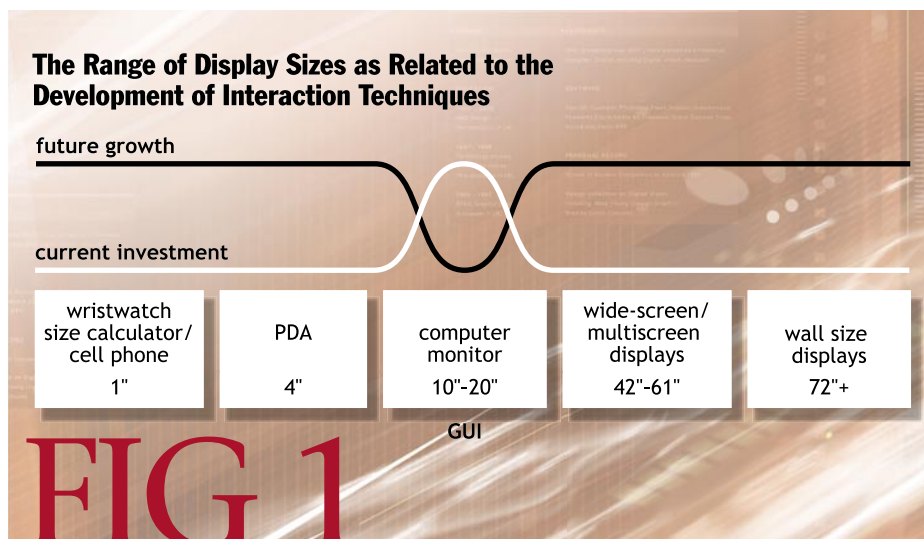 The Range of Display Sizes as Related to the
Development of Interaction Techniques
future growth
current investment
wristwatch
size calculator/
cell phone
1"
PDA
4"
computer
monitor
10"–20"
wide-screen/
multiscreen
displays
42"–61"
wall size
displays
72"+
GUI
FIG 1